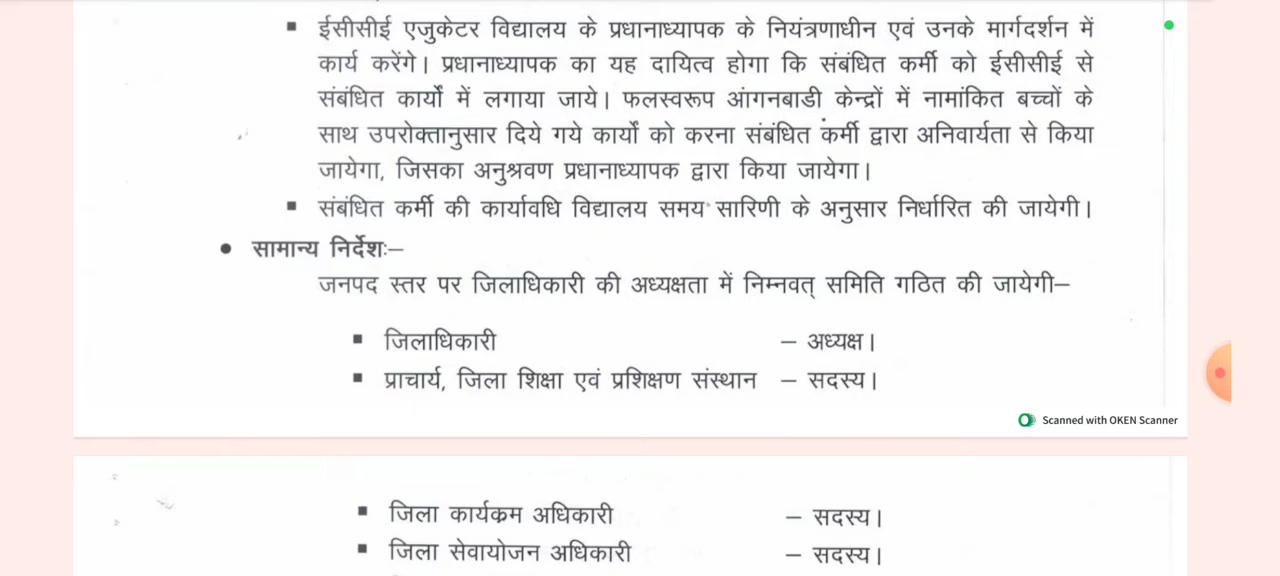 ▪ ईसीसीई एजुकेटर विद्यालय के प्रधानाध्यापक के नियंत्रणाधीन एवं उनके मार्गदर्शन में
कार्य करेंगे। प्रधानाध्यापक का यह दायित्व होगा कि संबंधित कर्मी को ईसीसीई से
संबंधित कार्यों में लगाया जाये। फलस्वरूप आंगनबाडी केन्द्रों में नामांकित बच्चों के
साथ उपरोक्तानुसार दिये गये कार्यों को करना संबंधित कर्मी द्वारा अनिवार्यता से किया
जायेगा, जिसका अनुश्रवण प्रधानाध्यापक द्वारा किया जायेगा।
▪ संबंधित कर्मी की कार्यावधि विद्यालय समय सारिणी के अनुसार निर्धारित की जायेगी।
• सामान्य निर्देशः–
जनपद स्तर पर जिलाधिकारी की अध्यक्षता में निम्नवत् समिति गठित की जायेगी–
▪ जिलाधिकारी – अध्यक्ष।
▪ प्राचार्य, जिला शिक्षा एवं प्रशिक्षण संस्थान – सदस्य।
Scanned with OKEN Scanner
▪ जिला कार्यक्रम अधिकारी – सदस्य।
▪ जिला सेवायोजन अधिकारी – सदस्य।